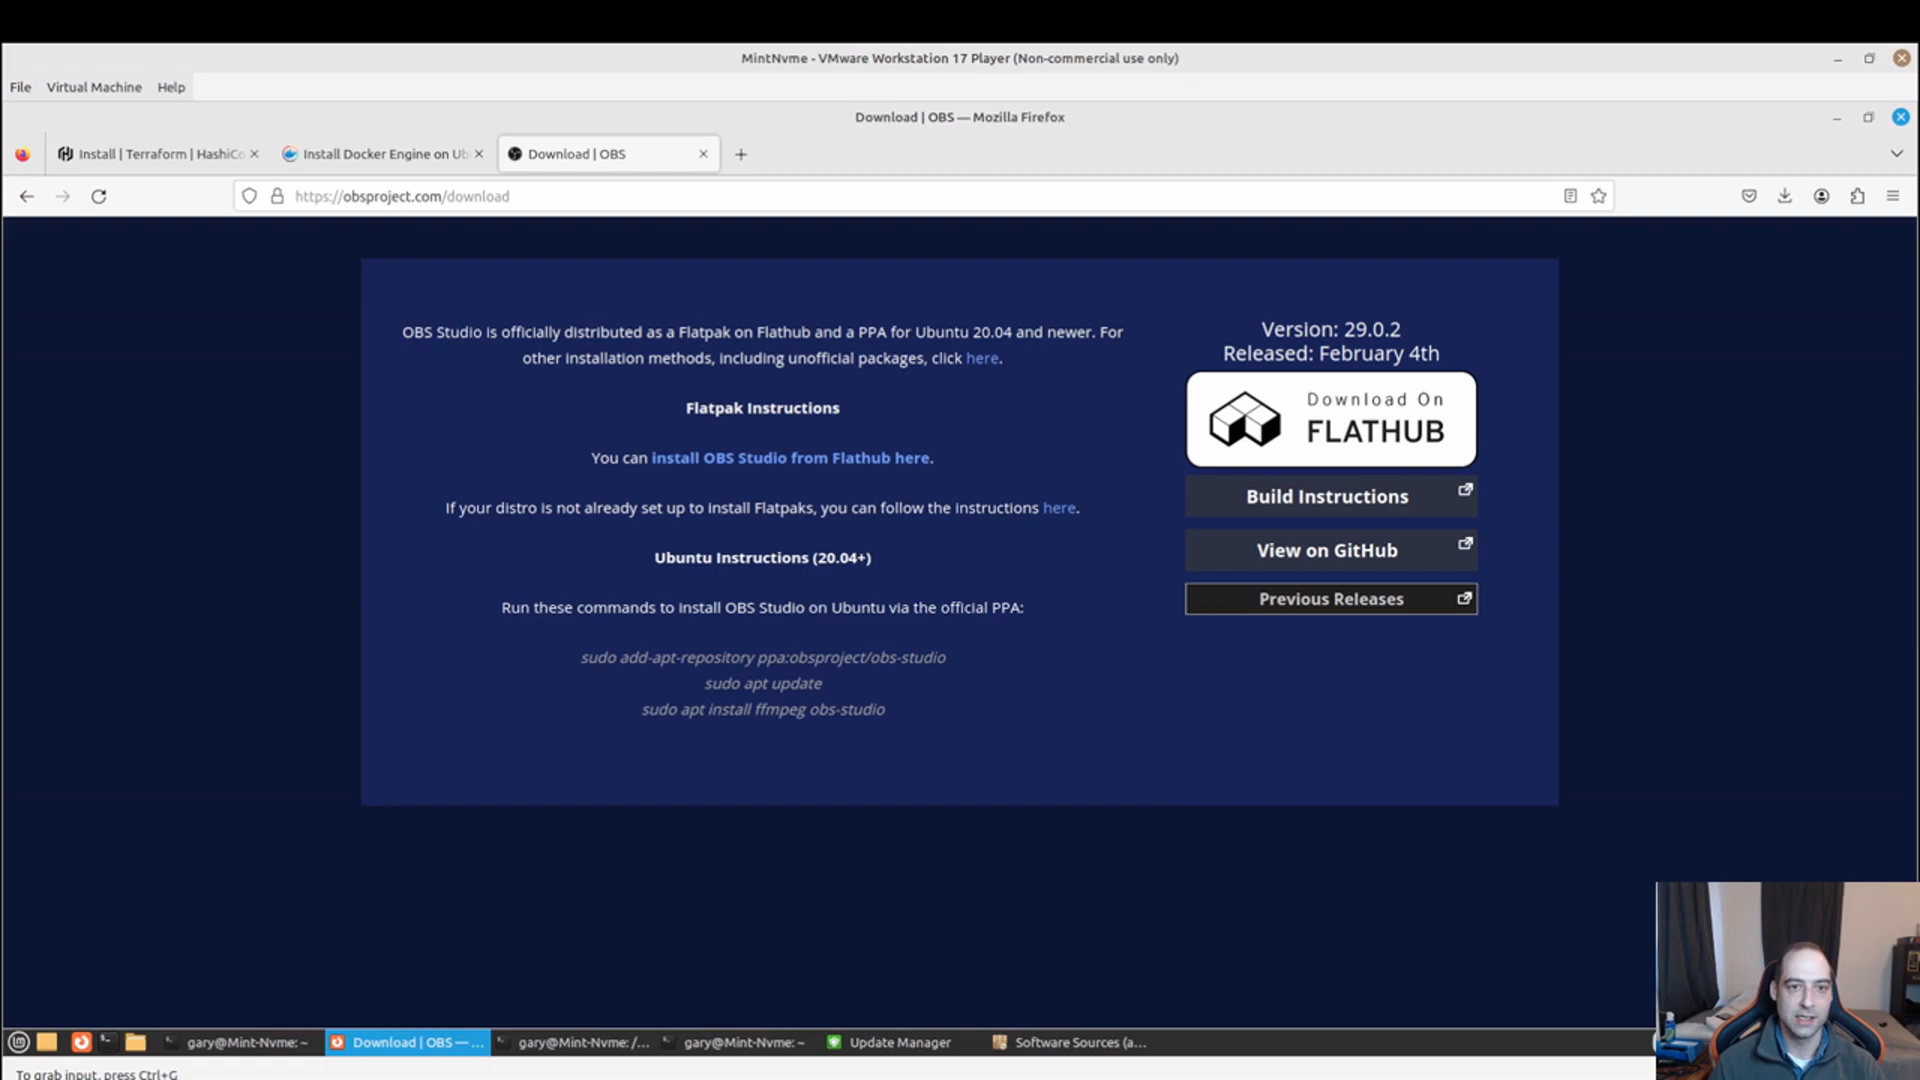 MintNvme - VMware Workstation 17 Player (Non-commercial use only)
File Virtual Machine Help
Download | OBS — Mozilla Firefox
Install | Terraform | HashiCo
Install Docker Engine on Ub
Download | OBS
https://obsproject.com/download
OBS Studio is officially distributed as a Flatpak on Flathub and a PPA for Ubuntu 20.04 and newer. For
other installation methods, including unofficial packages, click here.
Flatpak Instructions
You can install OBS Studio from Flathub here.
If your distro is not already set up to install Flatpaks, you can follow the instructions here.
Ubuntu Instructions (20.04+)
Run these commands to install OBS Studio on Ubuntu via the official PPA:
sudo add-apt-repository ppa:obsproject/obs-studio
sudo apt update
sudo apt install ffmpeg obs-studio
Version: 29.0.2
Released: February 4th
Download On
FLATHUB
Build Instructions
View on GitHub
Previous Releases
gary@Mint-Nvme: ~
Download | OBS — ...
gary@Mint-Nvme: /...
gary@Mint-Nvme: ~
Update Manager
Software Sources (a...
To grab input, press Ctrl+G